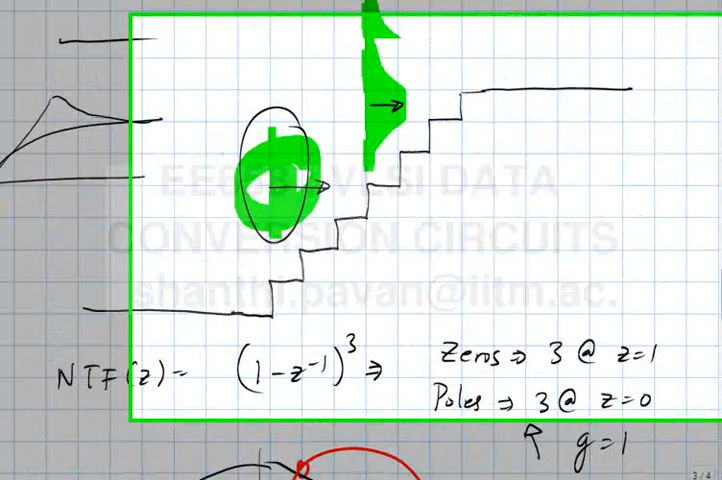 EE658 VLSI DATA
CONVERSION CIRCUITS
shanthi.pavan@iitm.ac.
NTF(z) = (1 - z⁻¹)³ ⇒ Zeros ⇒ 3 @ z=1
Poles ⇒ 3 @ z=0
g=1
3/4